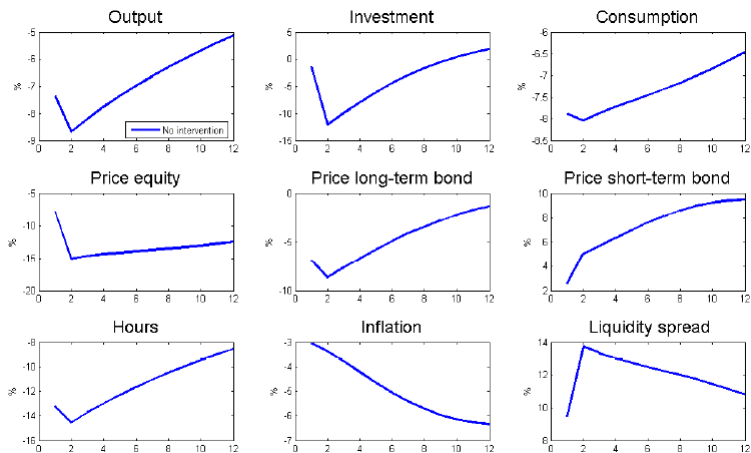 Output Investment Consumption
-5 10 -6
-6 5 -6.5
-7 0 -7
% % %
-8 -5 -7.5
-10 -8
-9 -15 -8.5
No intervention
0 2 4 6 8 10 12 0 2 4 6 8 10 12 0 2 4 6 8 10 12
Price equity Price long-term bond Price short-term bond
-5 0 10
8
-10 -5 6
% % %
-15 4
-20 -10 2
0 2 4 6 8 10 12 0 2 4 6 8 10 12 0 2 4 6 8 10 12
Hours Inflation Liquidity spread
-8 -3 14
-10 -4 12
% % %
-12 -5
-14 -6 10
-16 -7 8
0 2 4 6 8 10 12 0 2 4 6 8 10 12 0 2 4 6 8 10 12